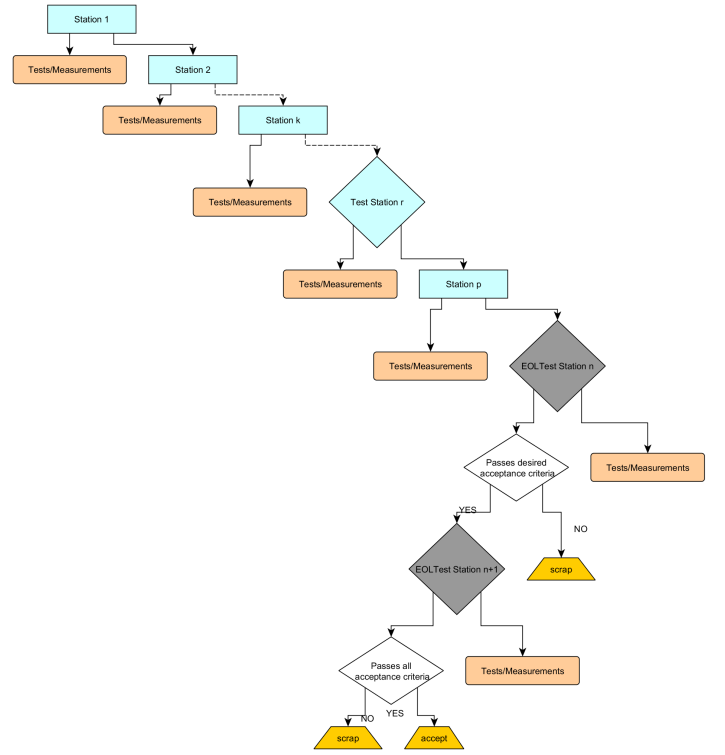 Station 1
Tests/Measurements
Station 2
Tests/Measurements
Station k
Tests/Measurements
Test Station r
Tests/Measurements
Station p
Tests/Measurements
EOLTest Station n
Tests/Measurements
Passes desired
acceptance criteria
YES
NO
scrap
EOLTest Station n+1
Tests/Measurements
Passes all
acceptance criteria
NO
YES
scrap
accept